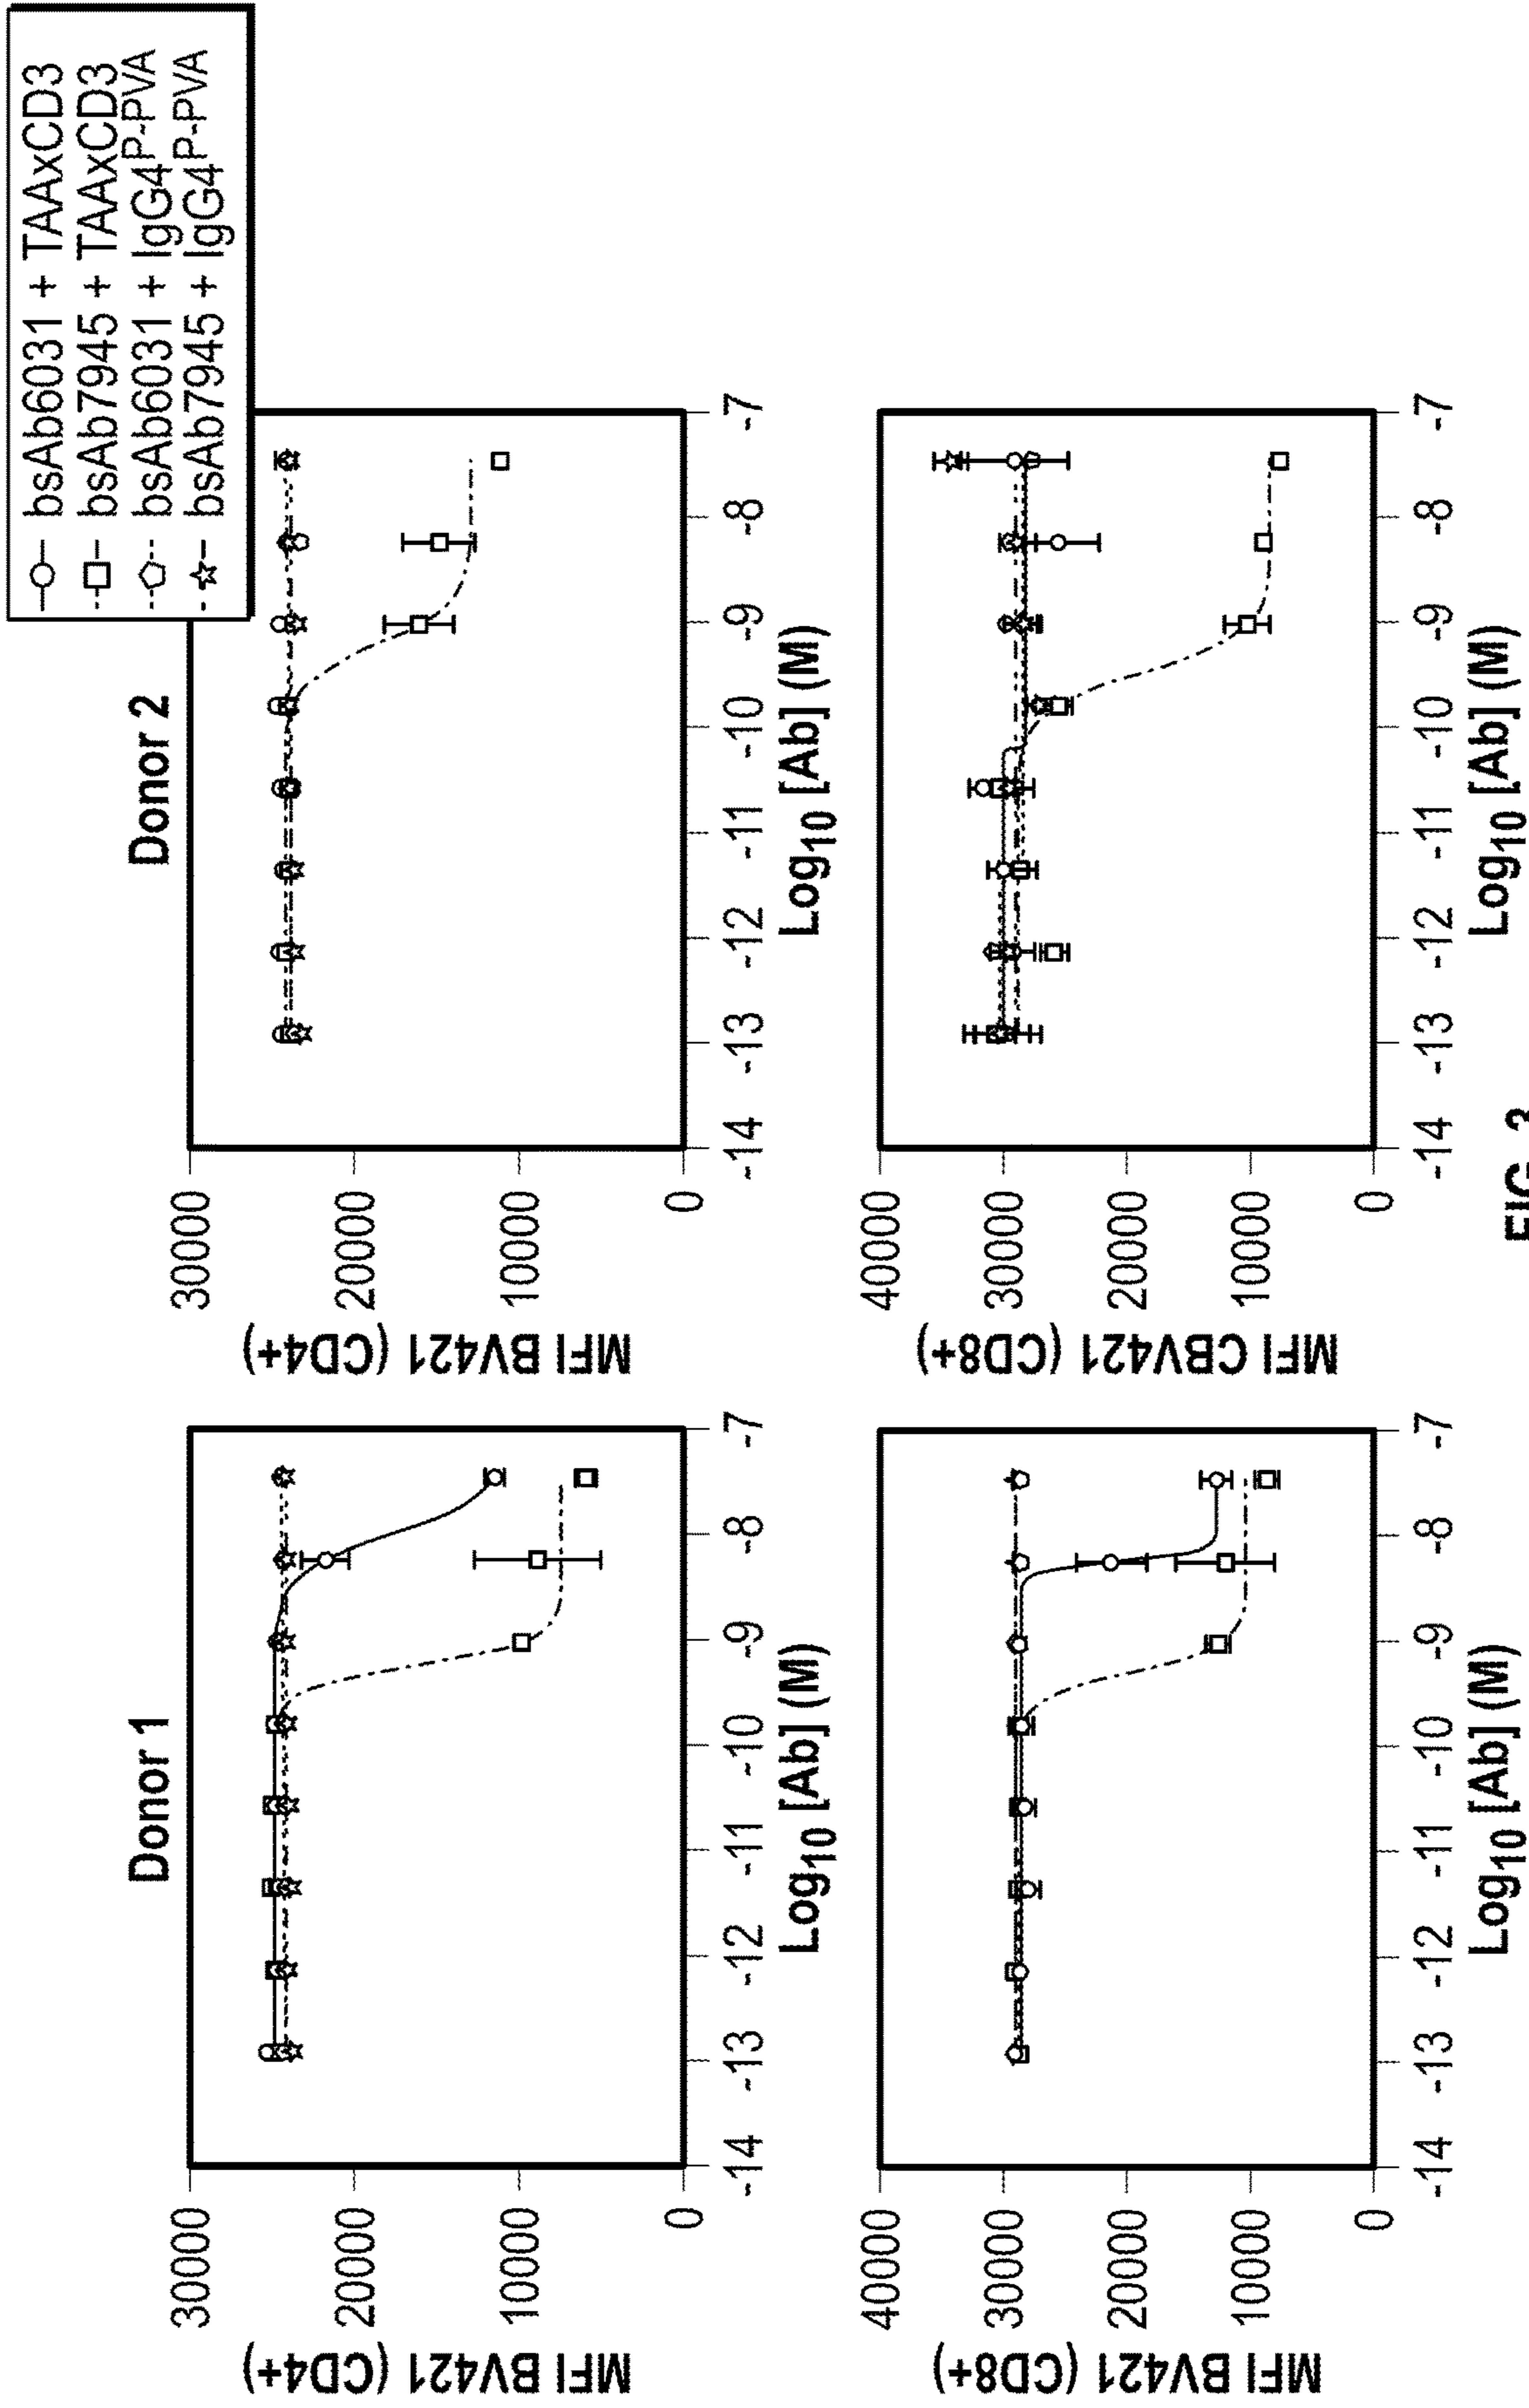 bsAb6031 + TAAxCD3
bsAb7945 + TAAxCD3
bsAb6031 + IgG4P-PVA
bsAb7945 + IgG4P-PVA
Donor 1
MFI BV421 (CD4+)
30000
20000
10000
0
-14 -13 -12 -11 -10 -9 -8 -7
Log10 [Ab] (M)
Donor 2
MFI BV421 (CD4+)
30000
20000
10000
0
-14 -13 -12 -11 -10 -9 -8 -7
Log10 [Ab] (M)
MFI BV421 (CD8+)
40000
30000
20000
10000
0
-14 -13 -12 -11 -10 -9 -8 -7
Log10 [Ab] (M)
MFI CBV421 (CD8+)
40000
30000
20000
10000
0
-14 -13 -12 -11 -10 -9 -8 -7
Log10 [Ab] (M)
FIG. 3